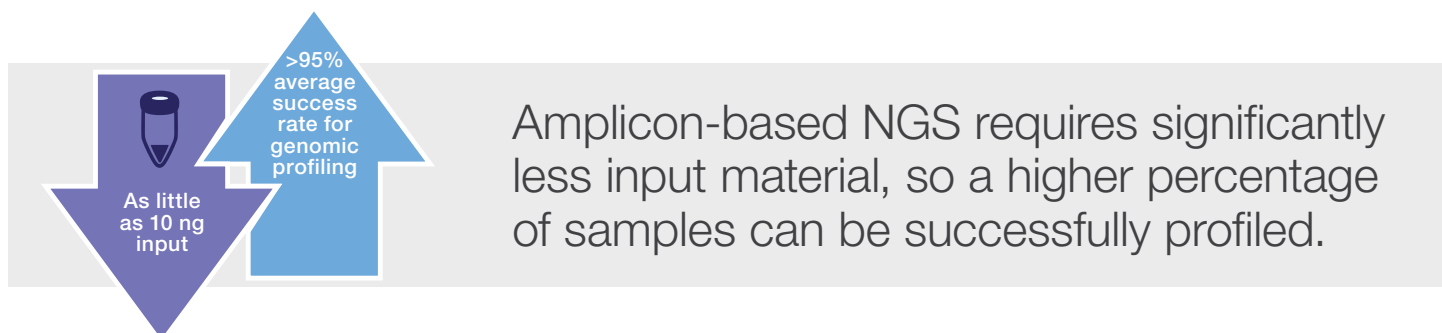 As little
as 10 ng
input
>95%
average
success
rate for
genomic
profiling
Amplicon-based NGS requires significantly
less input material, so a higher percentage
of samples can be successfully profiled.